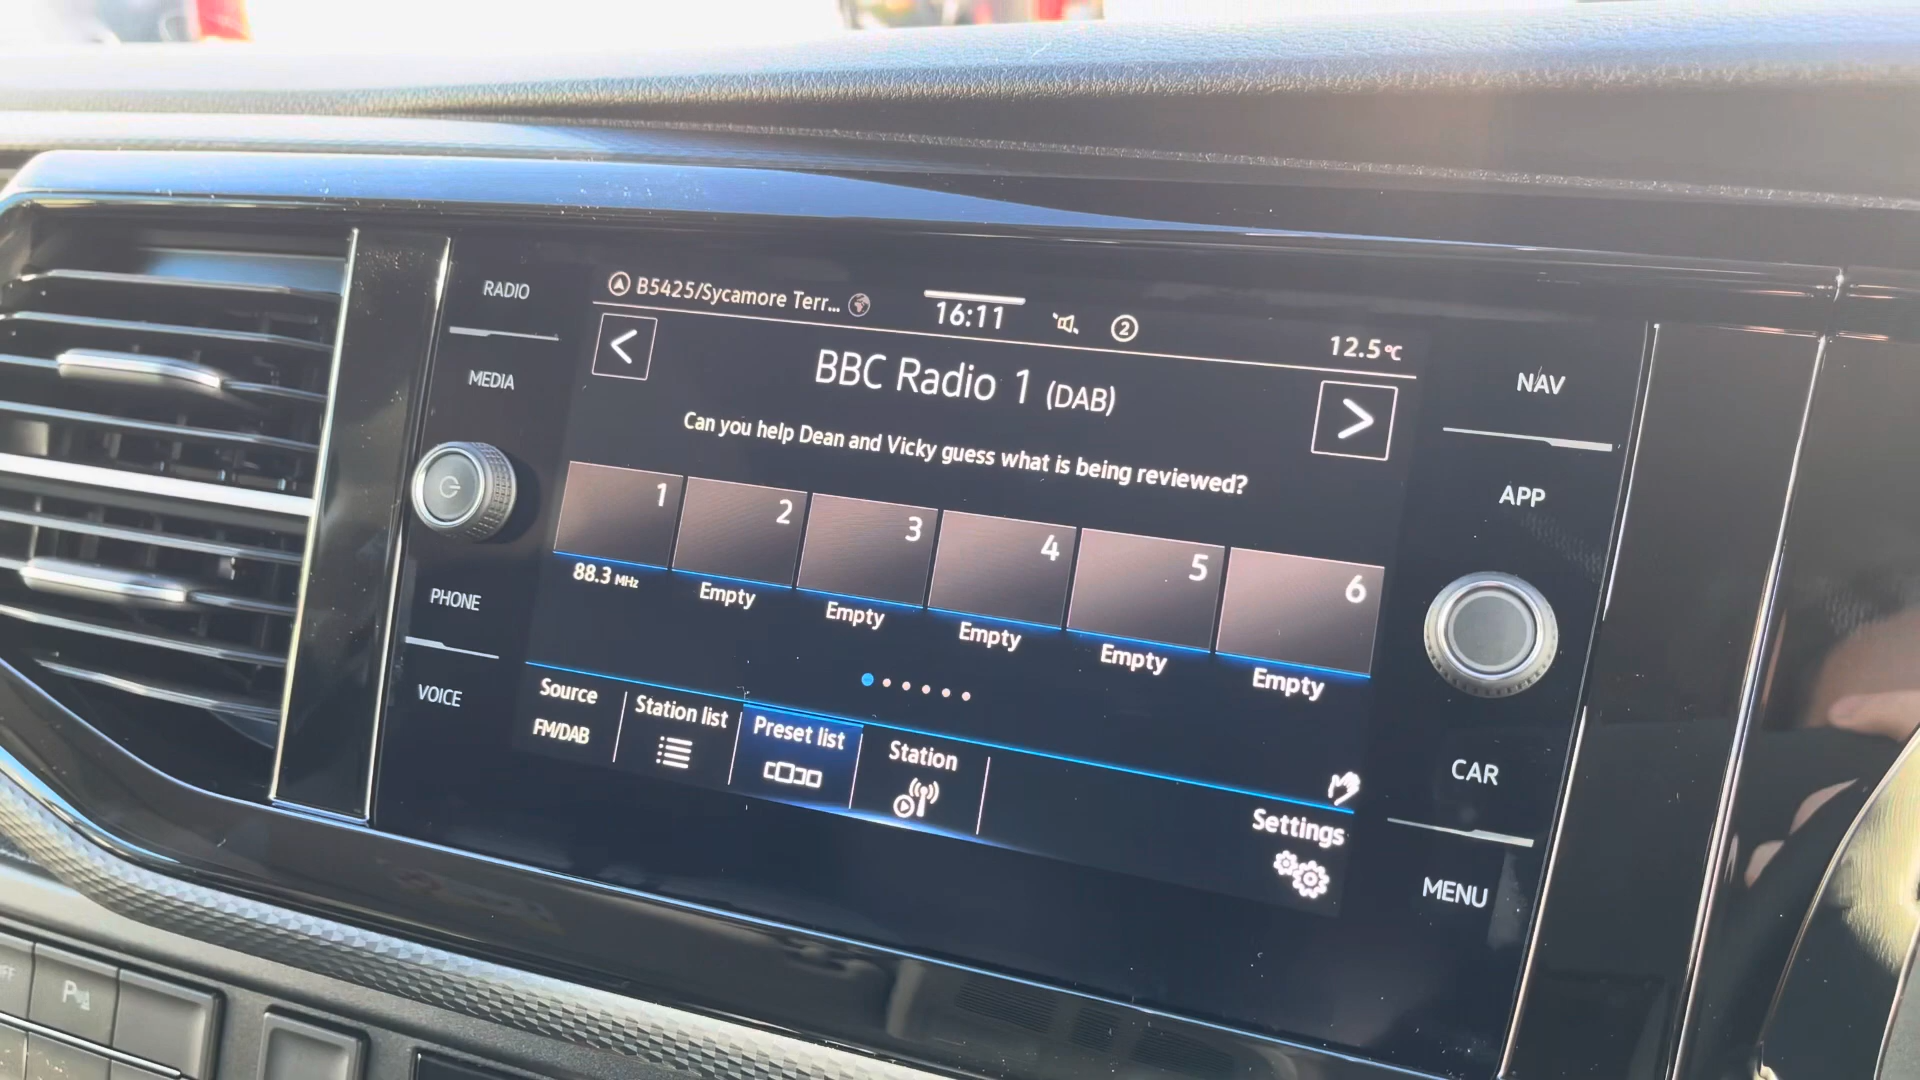 RADIO
MEDIA
PHONE
VOICE
B5425/Sycamore Terr...
16:11
2
12.5°C
BBC Radio 1 (DAB)
Can you help Dean and Vicky guess what is being reviewed?
1 2 3 4 5 6
88.3 MHz Empty Empty Empty Empty Empty
Source Station list Preset list Station Settings
FM/DAB
NAV
APP
CAR
MENU
P